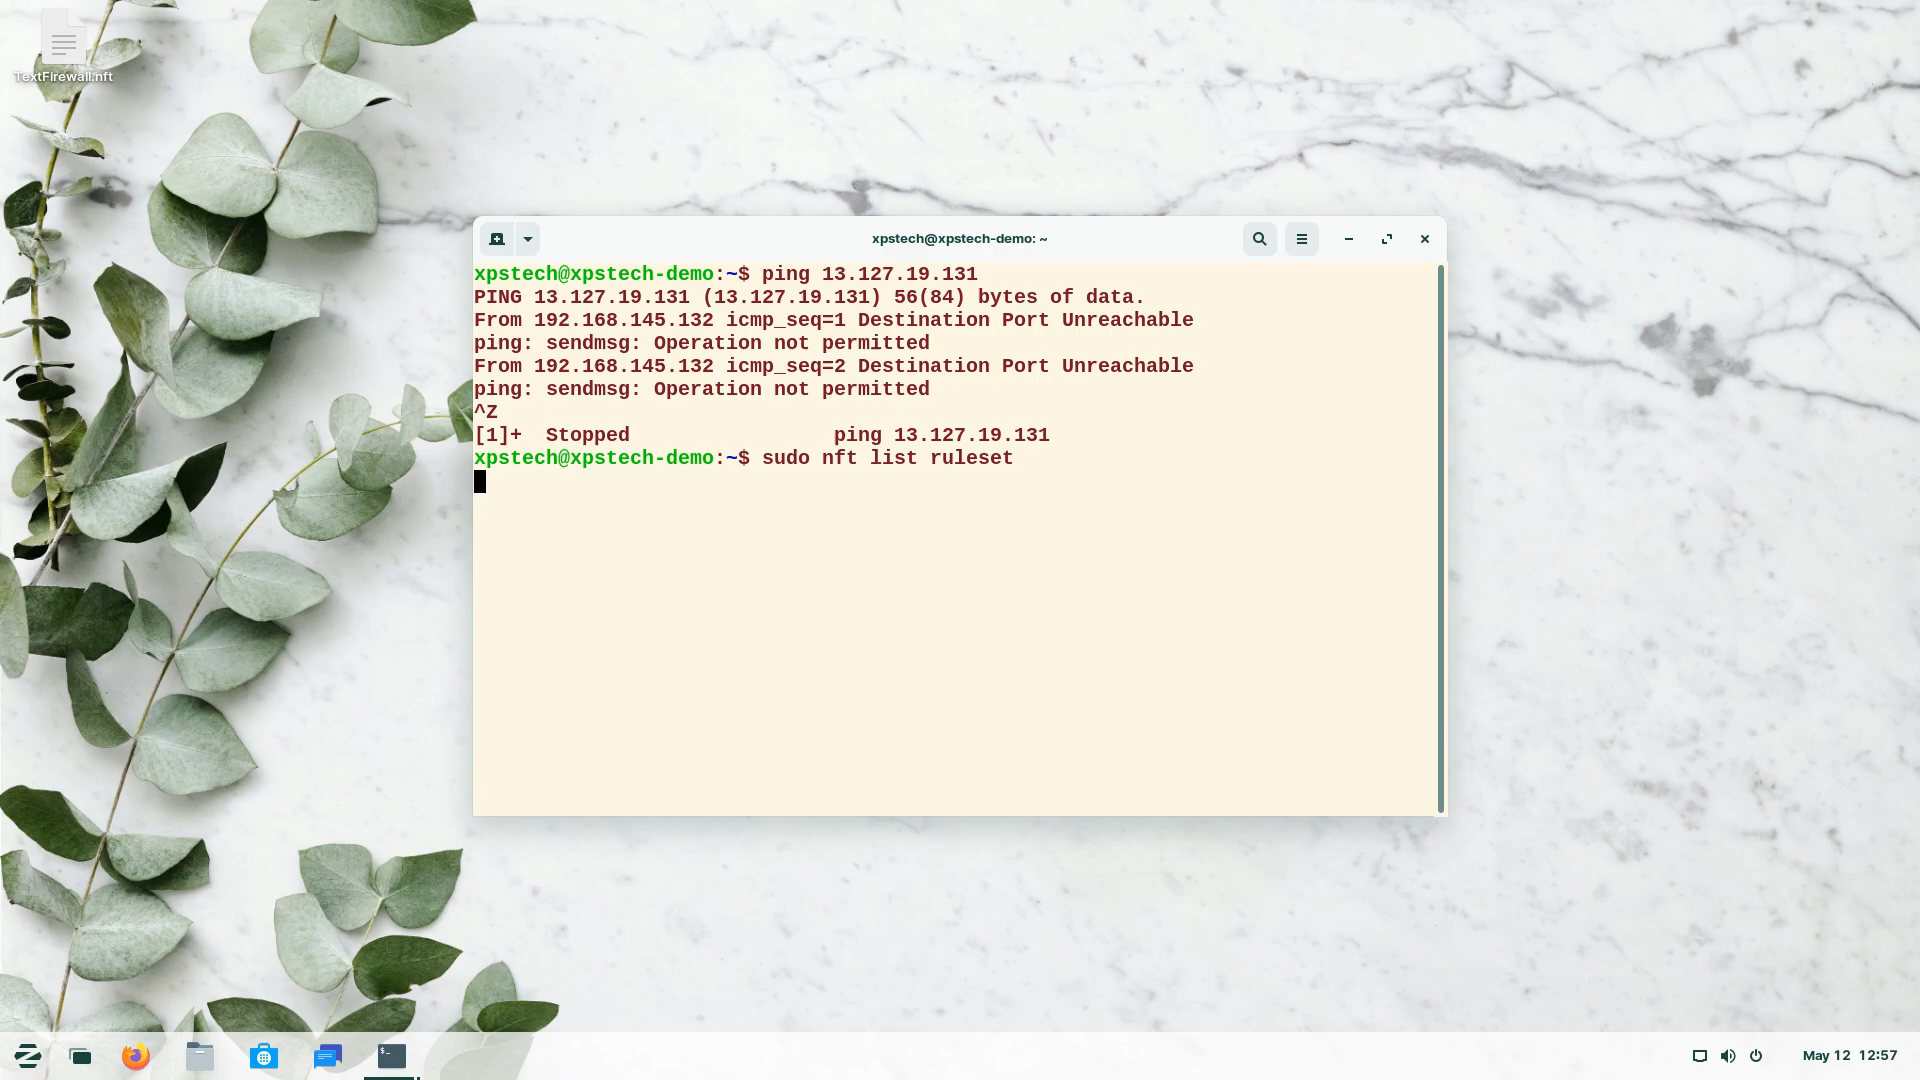 TextFirewall.nft
xpstech@xpstech-demo: ~
xpstech@xpstech-demo:~$ ping 13.127.19.131
PING 13.127.19.131 (13.127.19.131) 56(84) bytes of data.
From 192.168.145.132 icmp_seq=1 Destination Port Unreachable
ping: sendmsg: Operation not permitted
From 192.168.145.132 icmp_seq=2 Destination Port Unreachable
ping: sendmsg: Operation not permitted
^Z
[1]+  Stopped                 ping 13.127.19.131
xpstech@xpstech-demo:~$ sudo nft list ruleset
May 12  12:57